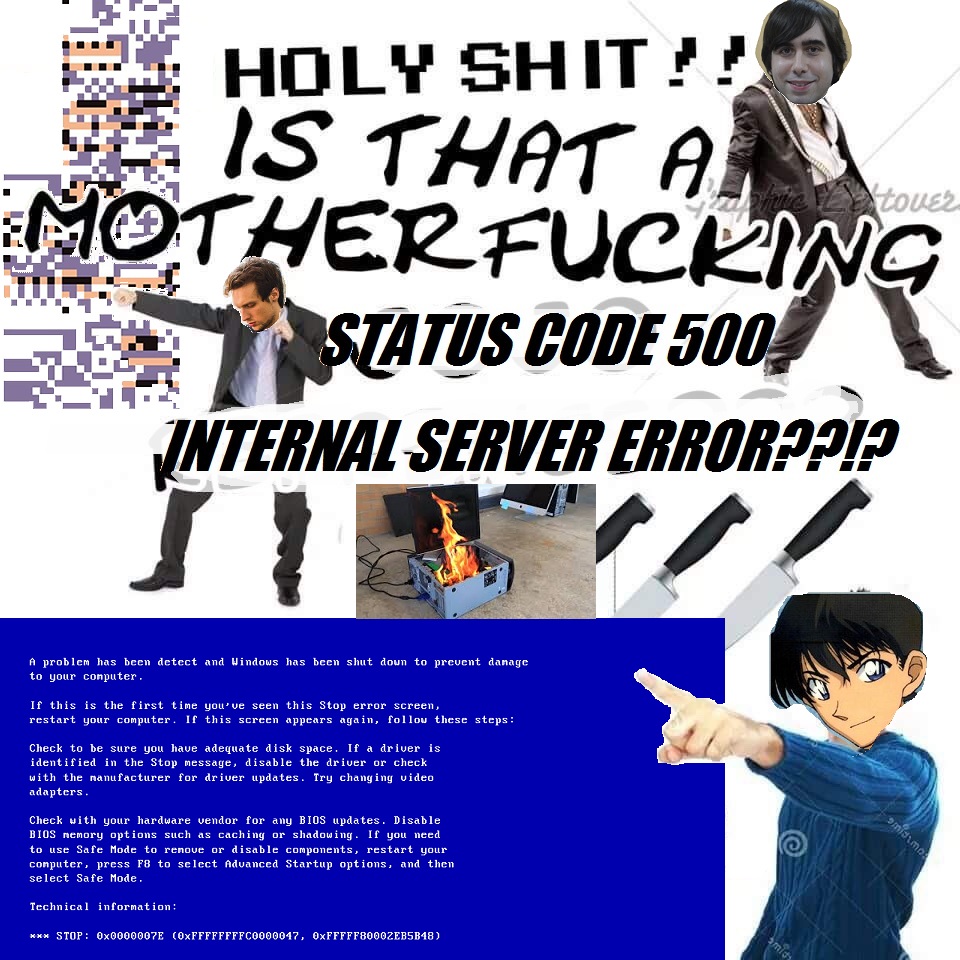 HOLY SHIT!!
IS THAT A
Graphic Leftovers
MOTHERFUCKING
STATUS CODE 500
INTERNAL SERVER ERROR??!?
A problem has been detect and Windows has been shut down to prevent damage
to your computer.
If this is the first time you've seen this Stop error screen,
restart your computer. If this screen appears again, follow these steps:
Check to be sure you have adequate disk space. If a driver is
identified in the Stop message, disable the driver or check
with the manufacturer for driver updates. Try changing video
adapters.
Check with your hardware vendor for any BIOS updates. Disable
BIOS memory options such as caching or shadowing. If you need
to use Safe Mode to remove or disable components, restart your
computer, press F8 to select Advanced Startup options, and then
select Safe Mode.
Technical information:
*** STOP: 0x0000007E (0xFFFFFFFFC0000047, 0xFFFFF80002EB5B48)